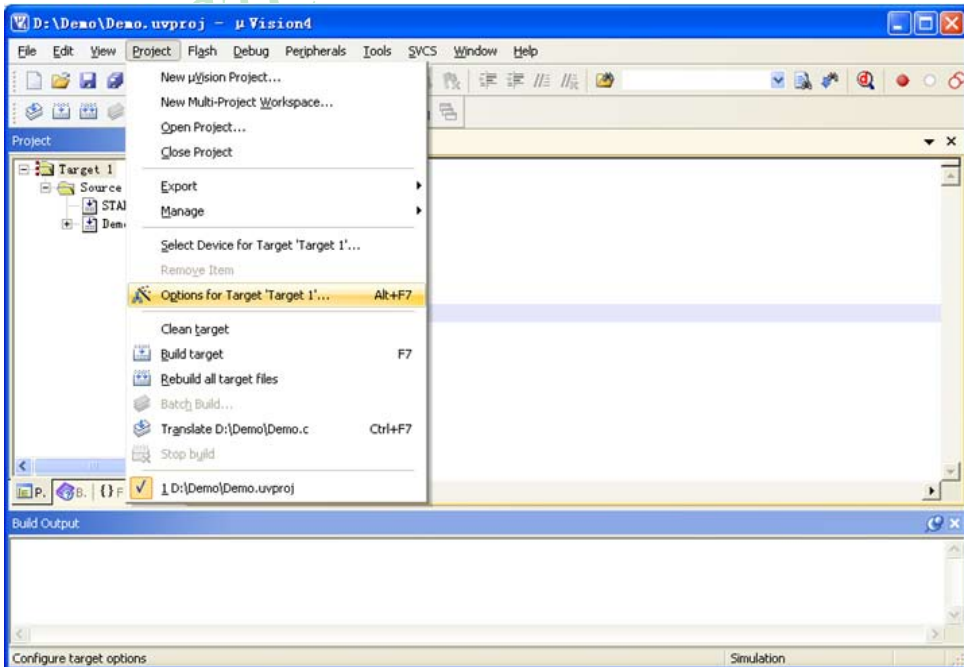 D:\Demo\Demo.uvproj - μVision4
File Edit View Project Flash Debug Peripherals Tools SVCS Window Help
New μVision Project...
New Multi-Project Workspace...
Open Project...
Close Project
Export
Manage
Select Device for Target 'Target 1'...
Remove Item
Options for Target 'Target 1'... Alt+F7
Clean target
Build target F7
Rebuild all target files
Batch Build...
Translate D:\Demo\Demo.c Ctrl+F7
Stop build
1 D:\Demo\Demo.uvproj
Project
Target 1
Source
STA
Dem
P. B. {} F
Build Output
Configure target options Simulation